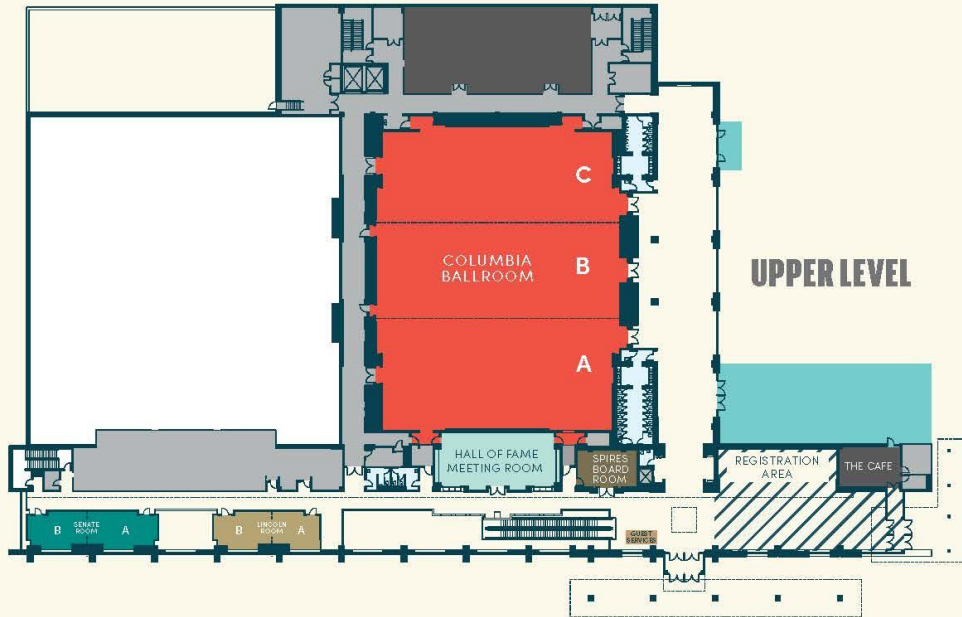 C
COLUMBIA
BALLROOM
B
UPPER LEVEL
A
HALL OF FAME
MEETING ROOM
SPIRES
BOARD
ROOM
REGISTRATION
AREA
THE CAFE
B
SENATE
ROOM
A
B
LINCOLN
ROOM
A
GUEST
SERVICES